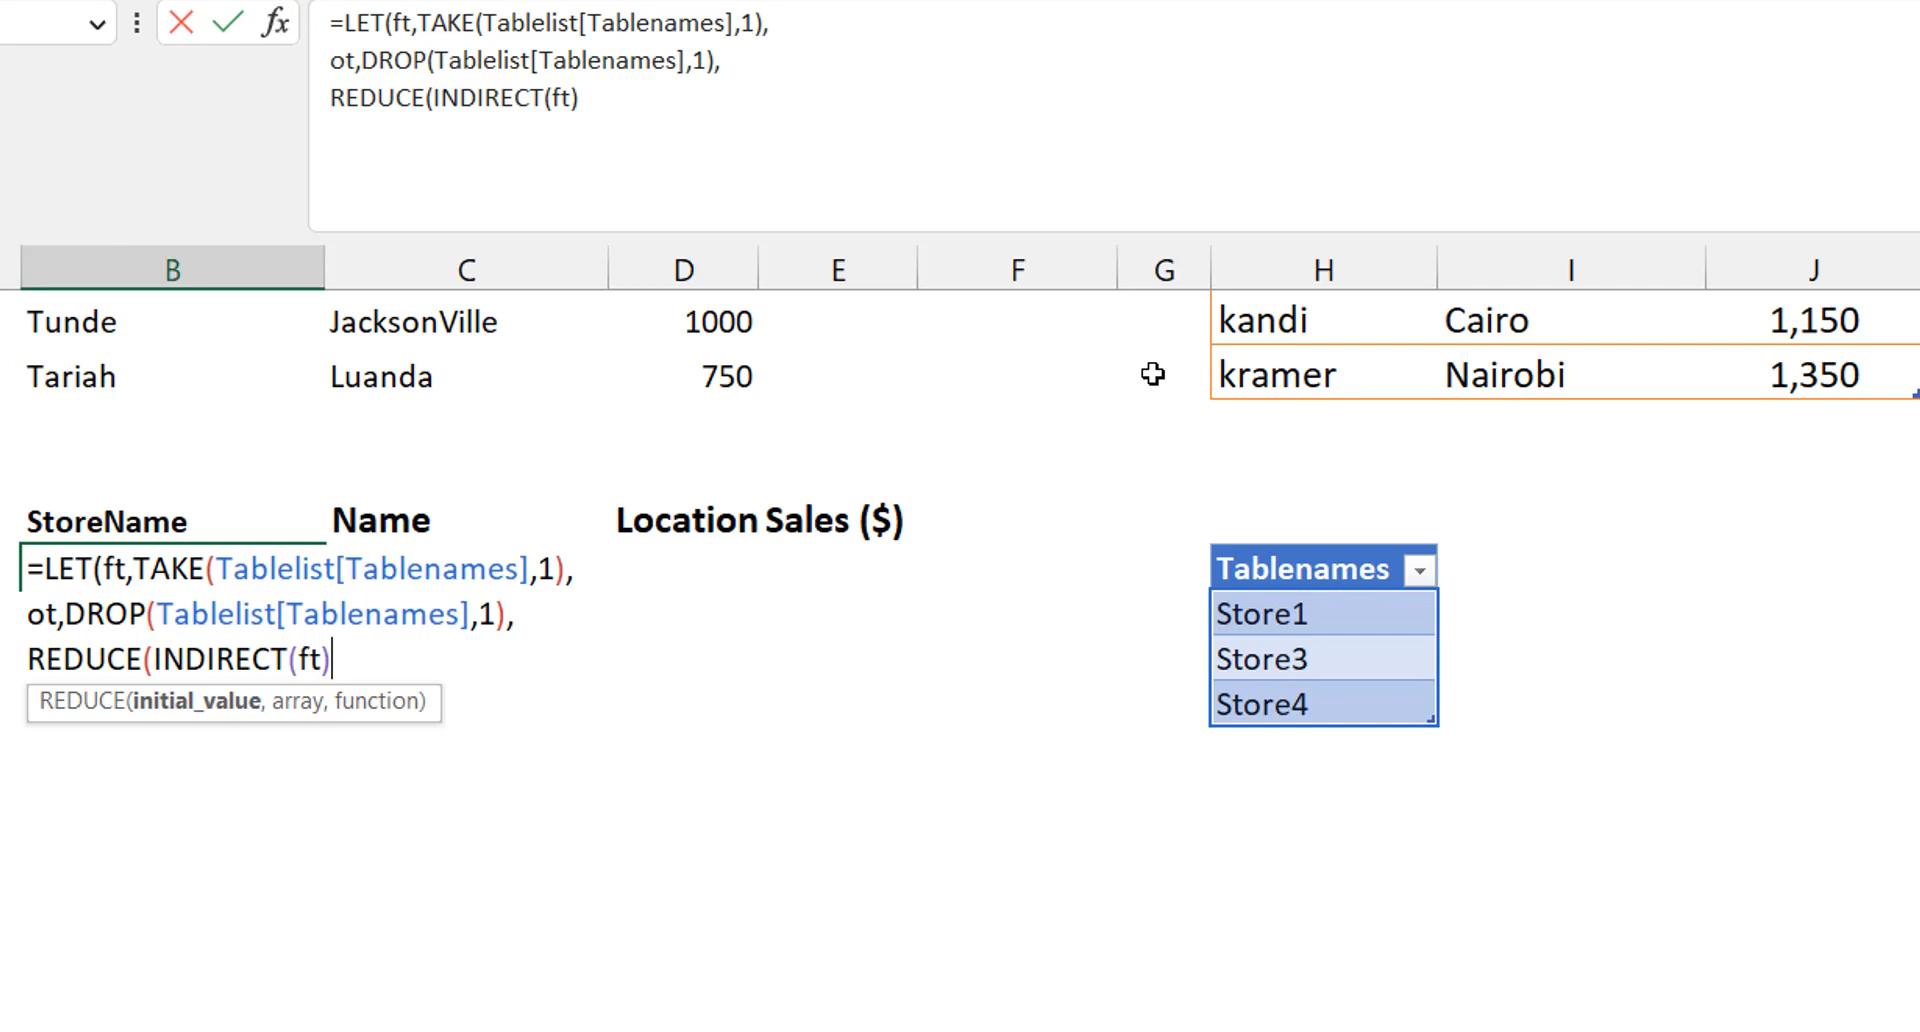 fx
=LET(ft,TAKE(Tablelist[Tablenames],1),
ot,DROP(Tablelist[Tablenames],1),
REDUCE(INDIRECT(ft)
B C D E F G H I J
Tunde JacksonVille 1000 kandi Cairo 1,150
Tariah Luanda 750 kramer Nairobi 1,350
StoreName Name Location Sales ($)
=LET(ft,TAKE(Tablelist[Tablenames],1), Tablenames
ot,DROP(Tablelist[Tablenames],1), Store1
REDUCE(INDIRECT(ft) Store3
REDUCE(initial_value, array, function) Store4